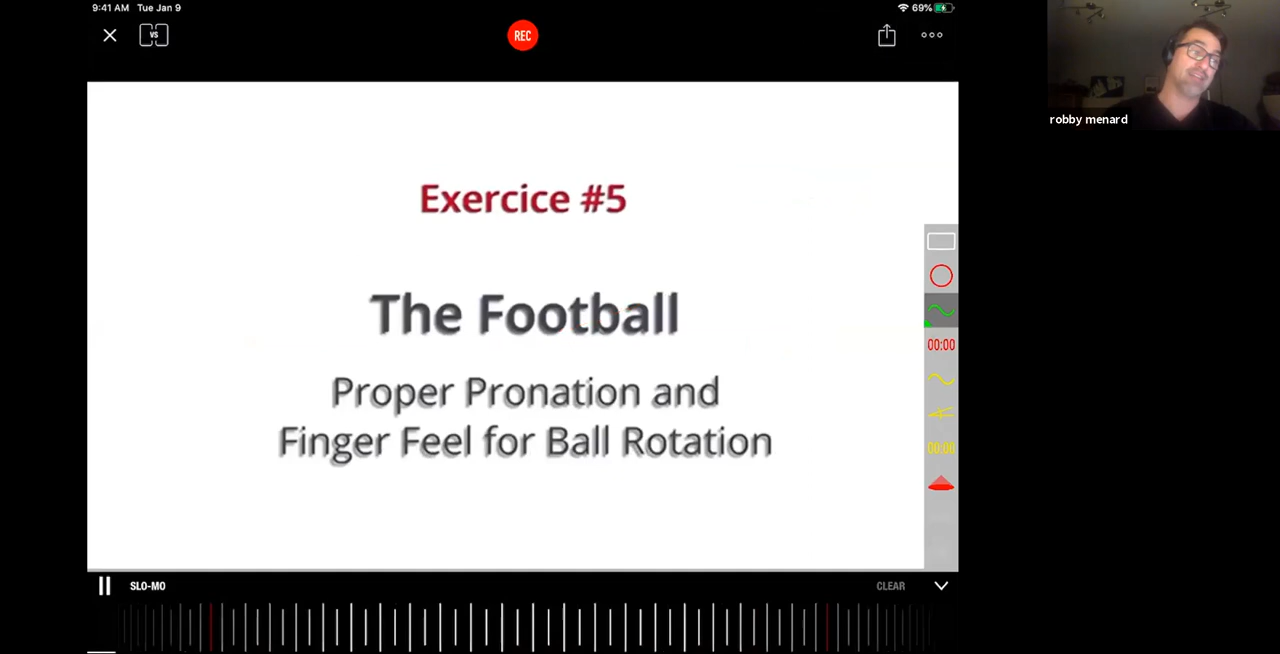 9:41 AM Tue Jan 9
69%
VS
REC
robby menard
Exercice #5
The Football
Proper Pronation and
Finger Feel for Ball Rotation
00:00
00:00
SLO-MO
CLEAR